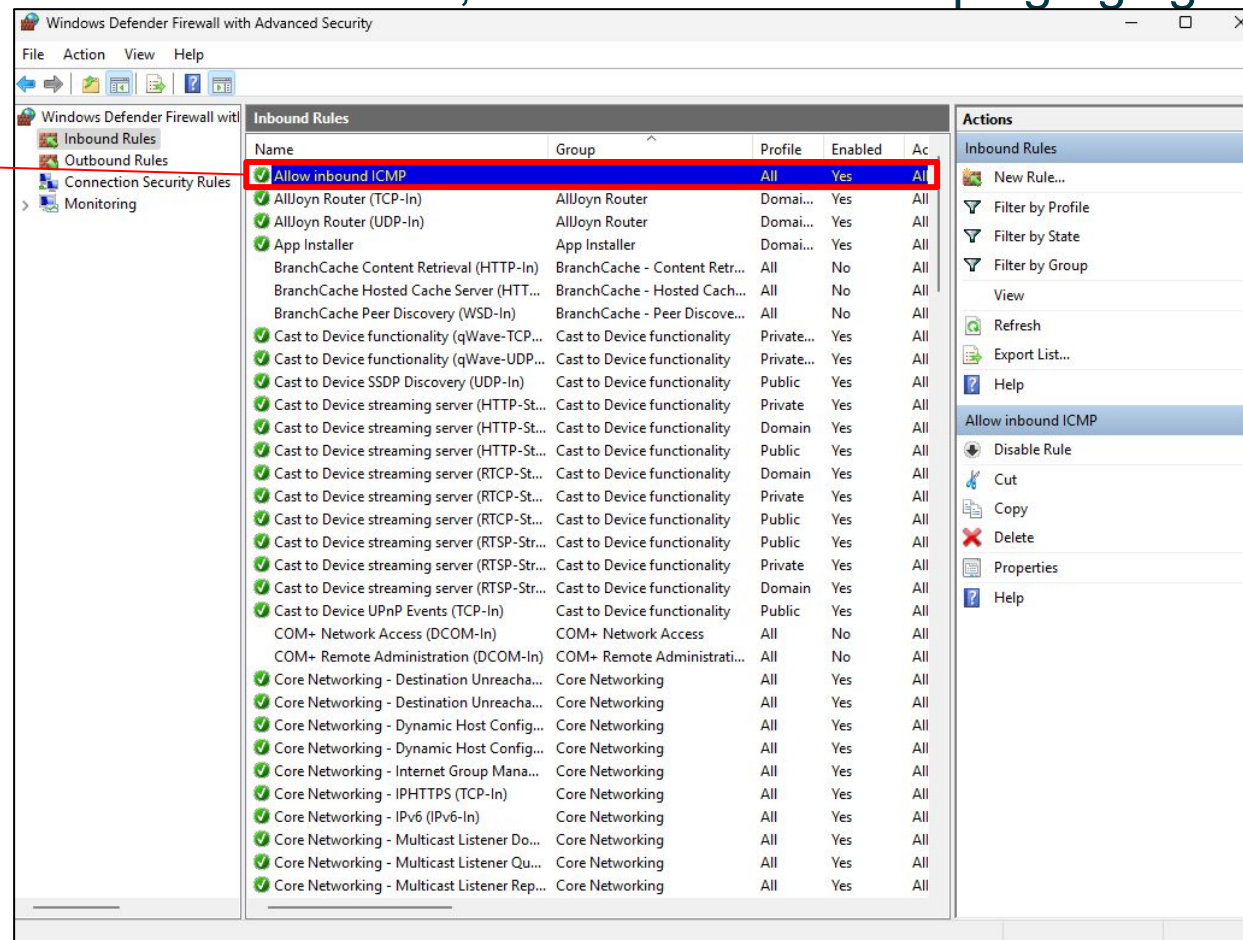 Windows Defender Firewall with Advanced Security
File Action View Help
Windows Defender Firewall wit
Inbound Rules
Outbound Rules
Connection Security Rules
Monitoring
Inbound Rules
Name Group Profile Enabled Ac
Allow inbound ICMP All Yes All
AllJoyn Router (TCP-In) AllJoyn Router Domai... Yes All
AllJoyn Router (UDP-In) AllJoyn Router Domai... Yes All
App Installer App Installer Domai... Yes All
BranchCache Content Retrieval (HTTP-In) BranchCache - Content Retr... All No All
BranchCache Hosted Cache Server (HTT... BranchCache - Hosted Cach... All No All
BranchCache Peer Discovery (WSD-In) BranchCache - Peer Discove... All No All
Cast to Device functionality (qWave-TCP... Cast to Device functionality Private... Yes All
Cast to Device functionality (qWave-UDP... Cast to Device functionality Private... Yes All
Cast to Device SSDP Discovery (UDP-In) Cast to Device functionality Public Yes All
Cast to Device streaming server (HTTP-St... Cast to Device functionality Private Yes All
Cast to Device streaming server (HTTP-St... Cast to Device functionality Domain Yes All
Cast to Device streaming server (HTTP-St... Cast to Device functionality Public Yes All
Cast to Device streaming server (RTCP-St... Cast to Device functionality Domain Yes All
Cast to Device streaming server (RTCP-St... Cast to Device functionality Private Yes All
Cast to Device streaming server (RTCP-St... Cast to Device functionality Public Yes All
Cast to Device streaming server (RTSP-Str... Cast to Device functionality Public Yes All
Cast to Device streaming server (RTSP-Str... Cast to Device functionality Private Yes All
Cast to Device streaming server (RTSP-Str... Cast to Device functionality Domain Yes All
Cast to Device UPnP Events (TCP-In) Cast to Device functionality Public Yes All
COM+ Network Access (DCOM-In) COM+ Network Access All No All
COM+ Remote Administration (DCOM-In) COM+ Remote Administrati... All No All
Core Networking - Destination Unreacha... Core Networking All Yes All
Core Networking - Destination Unreacha... Core Networking All Yes All
Core Networking - Dynamic Host Config... Core Networking All Yes All
Core Networking - Dynamic Host Config... Core Networking All Yes All
Core Networking - Internet Group Mana... Core Networking All Yes All
Core Networking - IPHTTPS (TCP-In) Core Networking All Yes All
Core Networking - IPv6 (IPv6-In) Core Networking All Yes All
Core Networking - Multicast Listener Do... Core Networking All Yes All
Core Networking - Multicast Listener Qu... Core Networking All Yes All
Core Networking - Multicast Listener Rep... Core Networking All Yes All
Actions
Inbound Rules
New Rule...
Filter by Profile
Filter by State
Filter by Group
View
Refresh
Export List...
Help
Allow inbound ICMP
Disable Rule
Cut
Copy
Delete
Properties
Help